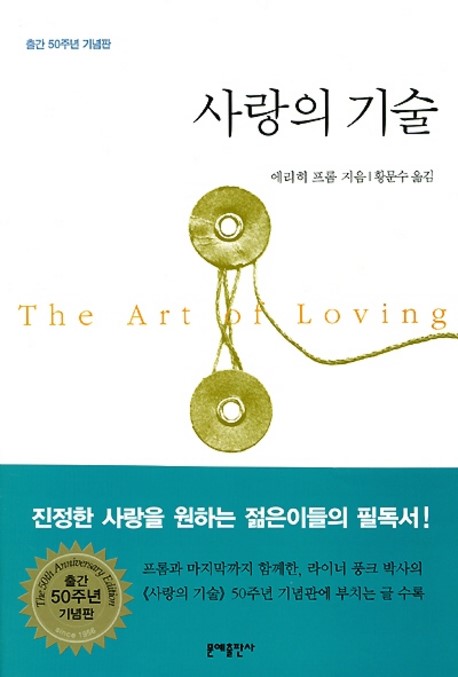 출간 50주년 기념판
사랑의 기술
에리히 프롬 지음 | 황문수 옮김
The Art of Loving
진정한 사랑을 원하는 젊은이들의 필독서!
The 50th Anniversary Edition
출간
50주년
기념판
since 1956
프롬과 마지막까지 함께한, 라이너 풍크 박사의
《사랑의 기술》 50주년 기념판에 부치는 글 수록
문예출판사